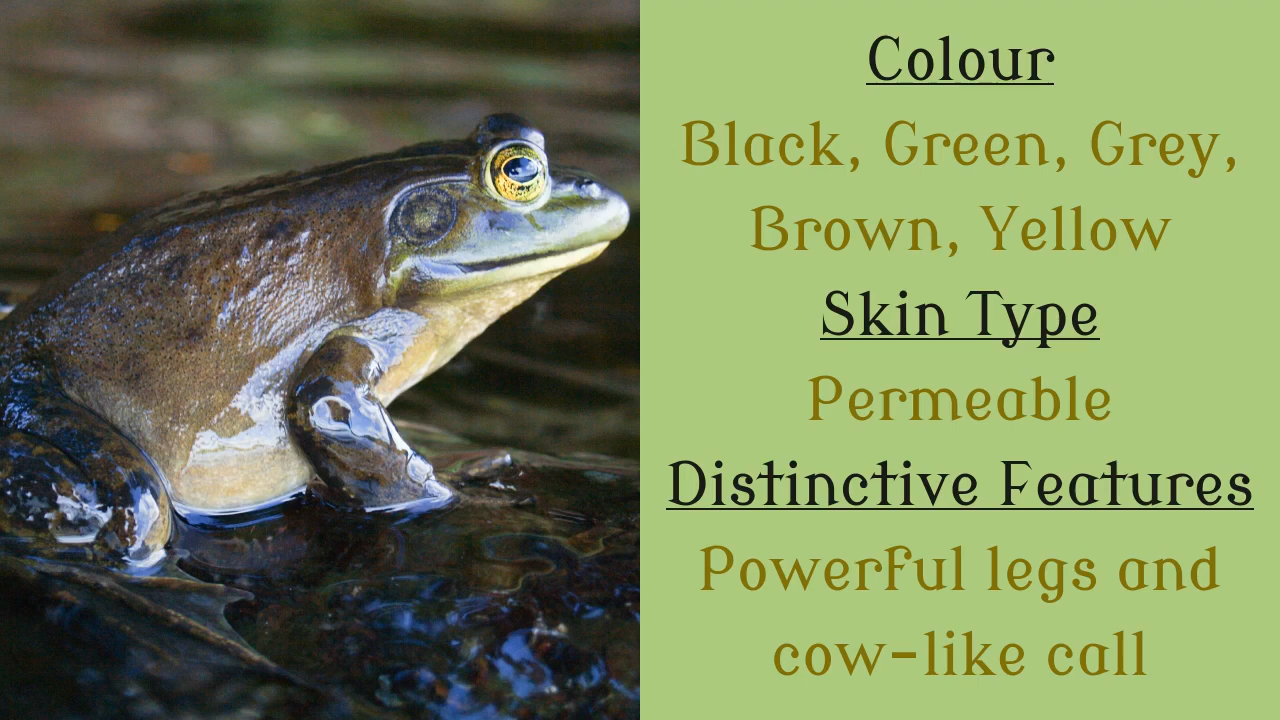 Colour
Black, Green, Grey,
Brown, Yellow
Skin Type
Permeable
Distinctive Features
Powerful legs and
cow-like call